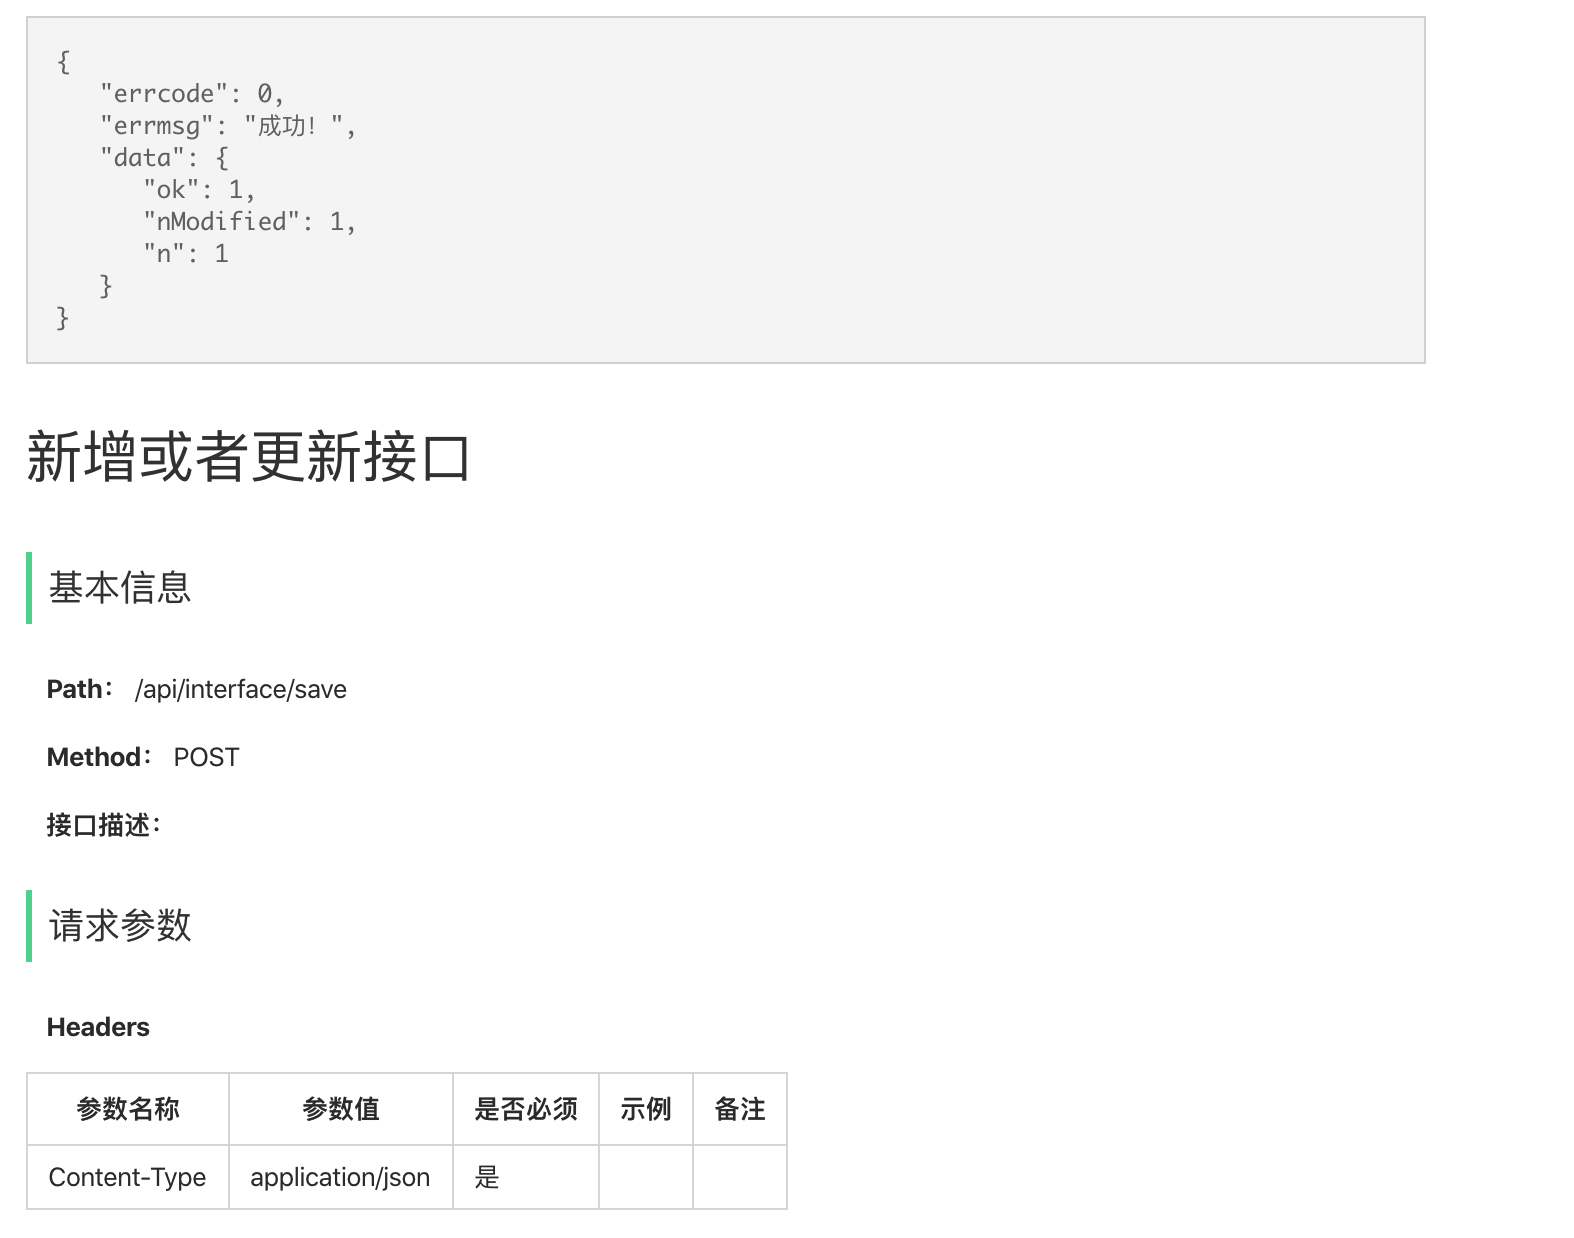 {
"errcode": 0,
"errmsg": "成功！",
"data": {
"ok": 1,
"nModified": 1,
"n": 1
}
}
新增或者更新接口
基本信息
Path： /api/interface/save
Method： POST
接口描述：
请求参数
Headers
参数名称 参数值 是否必须 示例 备注
Content-Type application/json 是